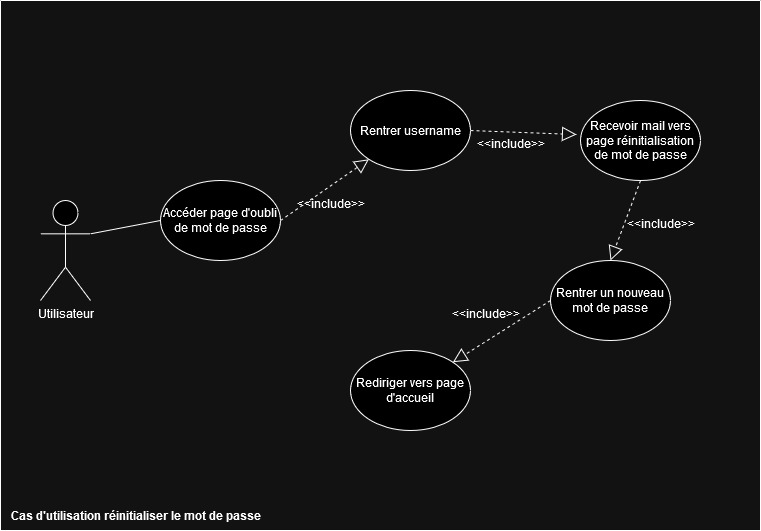 Rentrer username
<<include>>
Recevoir mail vers
page réinitialisation
de mot de passe
<<include>>
Accéder page d'oubli
de mot de passe
<<include>>
Utilisateur
Rentrer un nouveau
mot de passe
<<include>>
Rediriger vers page
d'accueil
Cas d'utilisation réinitialiser le mot de passe